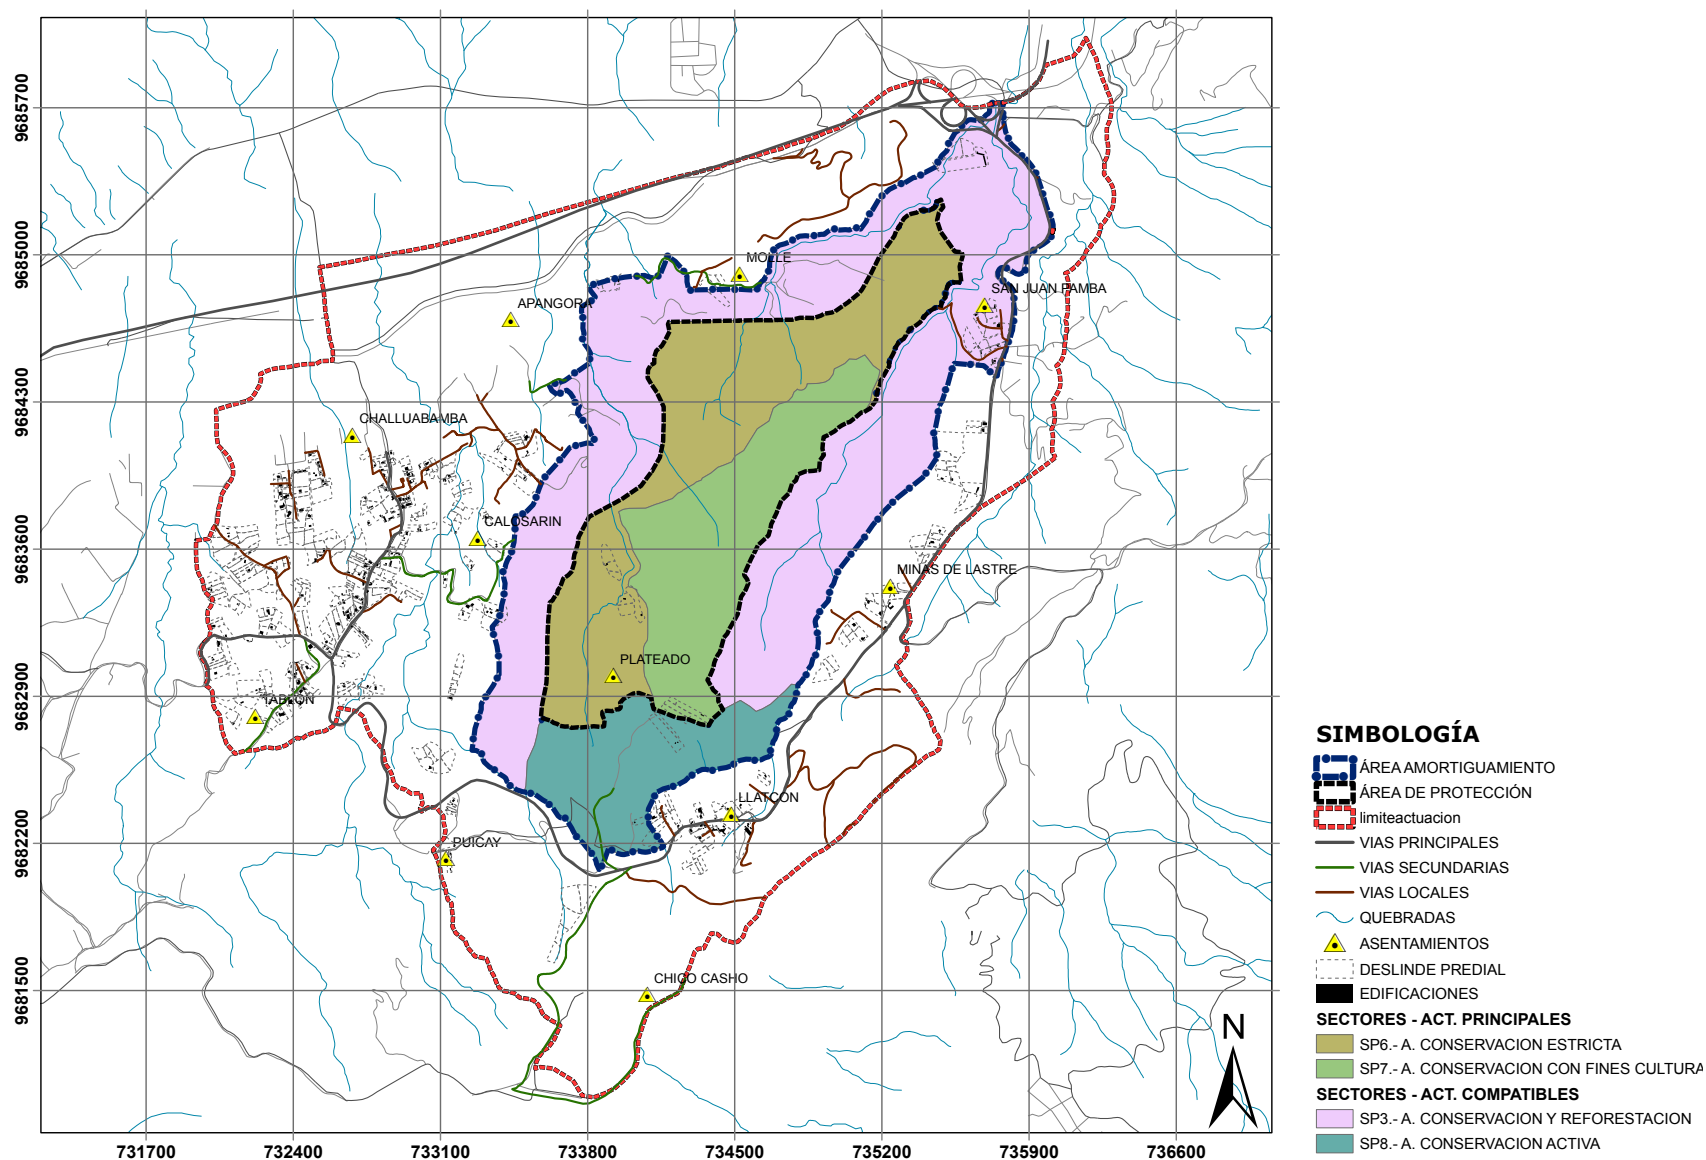 9685700
9685000
9684300
9683600
9682900
9682200
9681500
731700
732400
733100
733800
734500
735200
735900
736600
MOLLE
SAN JUAN PAMBA
APANGORA
CHALLUABAMBA
CALOSARIN
MINAS DE LASTRE
PLATEADO
TABLON
LLATCON
PUICAY
CHICO CASHO
N
SIMBOLOGÍA
ÁREA AMORTIGUAMIENTO
ÁREA DE PROTECCIÓN
limiteactuacion
VIAS PRINCIPALES
VIAS SECUNDARIAS
VIAS LOCALES
QUEBRADAS
ASENTAMIENTOS
DESLINDE PREDIAL
EDIFICACIONES
SECTORES - ACT. PRINCIPALES
SP6.- A. CONSERVACION ESTRICTA
SP7.- A. CONSERVACION CON FINES CULTURA
SECTORES - ACT. COMPATIBLES
SP3.- A. CONSERVACION Y REFORESTACION
SP8.- A. CONSERVACION ACTIVA